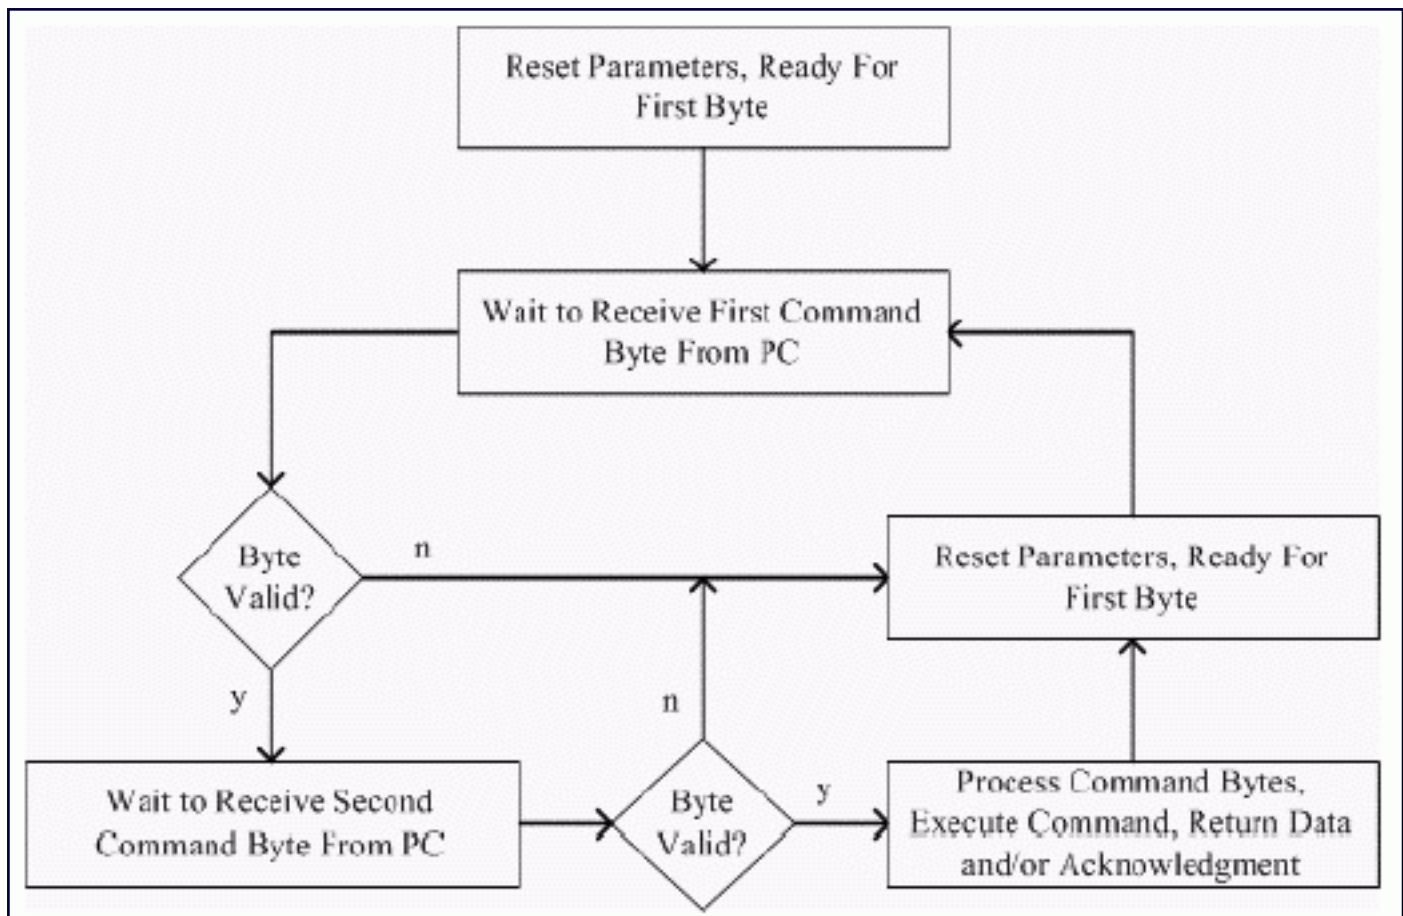 Reset Parameters, Ready For
First Byte
Wait to Receive First Command
Byte From PC
Byte
Valid?
n
Reset Parameters, Ready For
First Byte
y
n
Wait to Receive Second
Command Byte From PC
Byte
Valid?
y
Process Command Bytes,
Execute Command, Return Data
and/or Acknowledgment